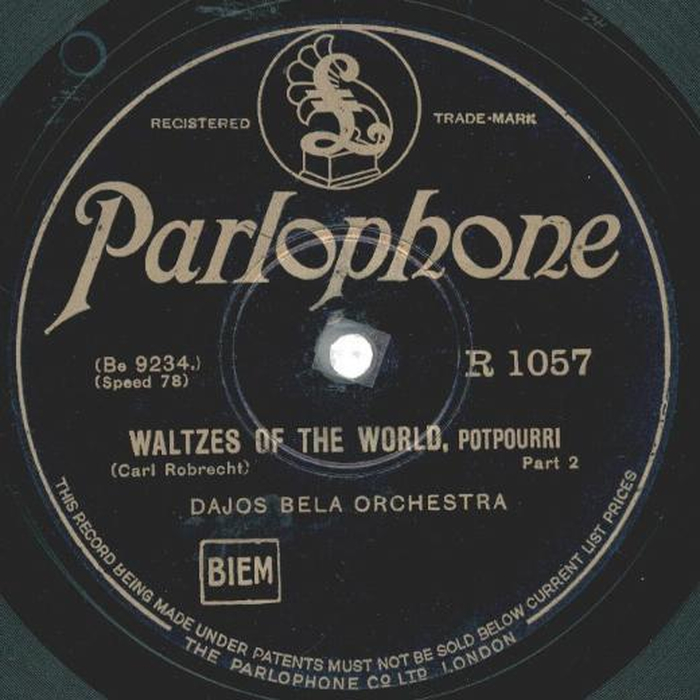 REGISTERED TRADE-MARK
Parlophone
(Be 9234.)
(Speed 78)
R 1057
WALTZES OF THE WORLD, POTPOURRI
(Carl Robrecht) Part 2
DAJOS BELA ORCHESTRA
BIEM
THIS RECORD BEING MADE UNDER PATENTS MUST NOT BE SOLD BELOW CURRENT LIST PRICES
THE PARLOPHONE CO LTD. LONDON